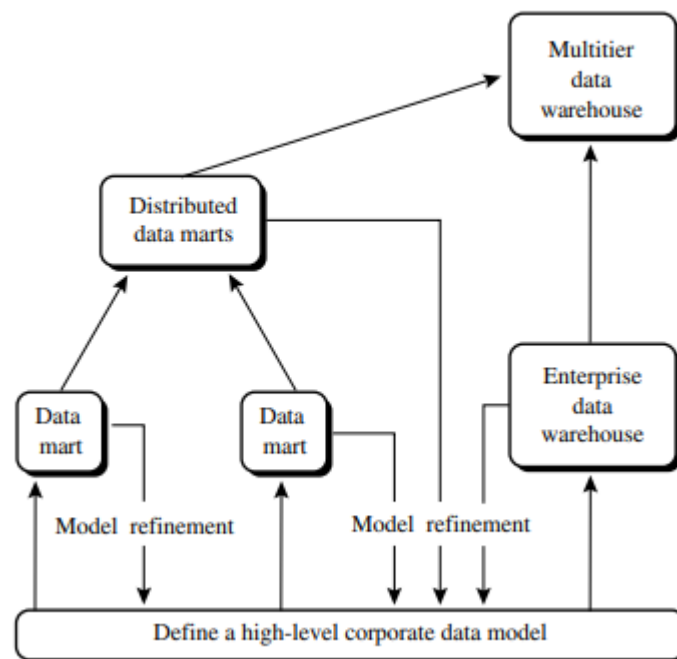 Multitier
data
warehouse
Distributed
data marts
Enterprise
data
warehouse
Data
mart
Data
mart
Model refinement
Model refinement
Define a high-level corporate data model